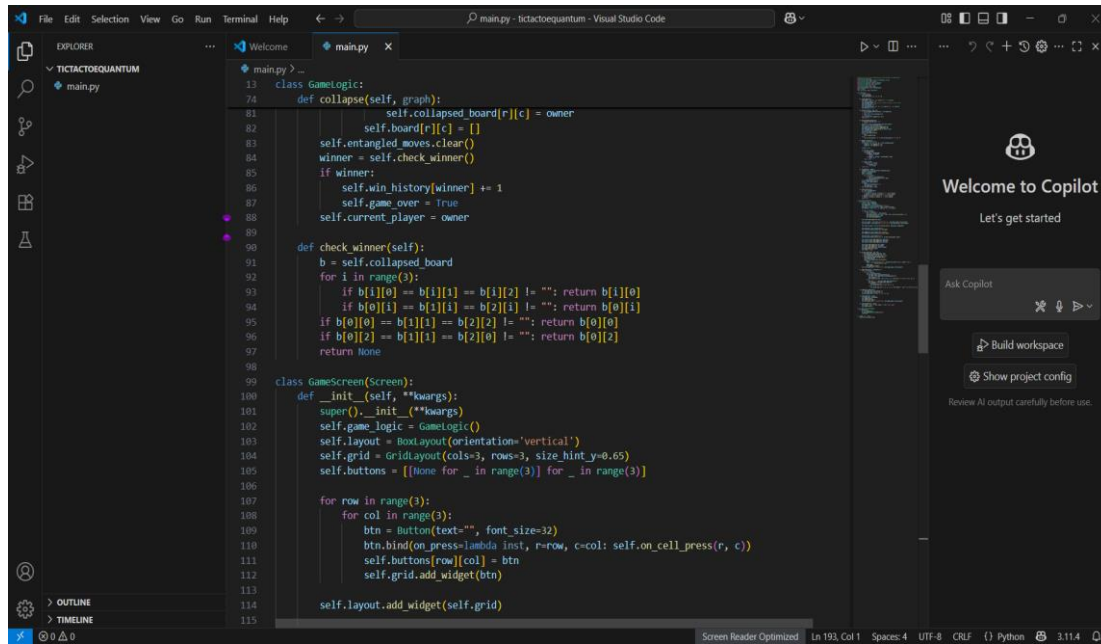 File Edit Selection View Go Run Terminal Help
main.py - tictactoequantum - Visual Studio Code
EXPLORER
TICTACTOEQUANTUM
main.py
Welcome
main.py
main.py > ...
13 class GameLogic:
74 def collapse(self, graph):
81 self.collapsed_board[r][c] = owner
82 self.board[r][c] = []
83 self.entangled_moves.clear()
84 winner = self.check_winner()
85 if winner:
86 self.win_history[winner] += 1
87 self.game_over = True
88 self.current_player = owner
89
90 def check_winner(self):
91 b = self.collapsed_board
92 for i in range(3):
93 if b[i][0] == b[i][1] == b[i][2] != "": return b[i][0]
94 if b[0][i] == b[1][i] == b[2][i] != "": return b[0][i]
95 if b[0][0] == b[1][1] == b[2][2] != "": return b[0][0]
96 if b[0][2] == b[1][1] == b[2][0] != "": return b[0][2]
97 return None
98
99 class GameScreen(Screen):
100 def __init__(self, **kwargs):
101 super().__init__(**kwargs)
102 self.game_logic = GameLogic()
103 self.layout = BoxLayout(orientation='vertical')
104 self.grid = GridLayout(cols=3, rows=3, size_hint_y=0.65)
105 self.buttons = [[None for _ in range(3)] for _ in range(3)]
106
107 for row in range(3):
108 for col in range(3):
109 btn = Button(text="", font_size=32)
110 btn.bind(on_press=lambda inst, r=row, c=col: self.on_cell_press(r, c))
111 self.buttons[row][col] = btn
112 self.grid.add_widget(btn)
113
114 self.layout.add_widget(self.grid)
115
Welcome to Copilot
Let's get started
Ask Copilot
Build workspace
Show project config
Review AI output carefully before use.
OUTLINE
TIMELINE
0 0
Screen Reader Optimized Ln 193, Col 1 Spaces: 4 UTF-8 CRLF {} Python 3.11.4